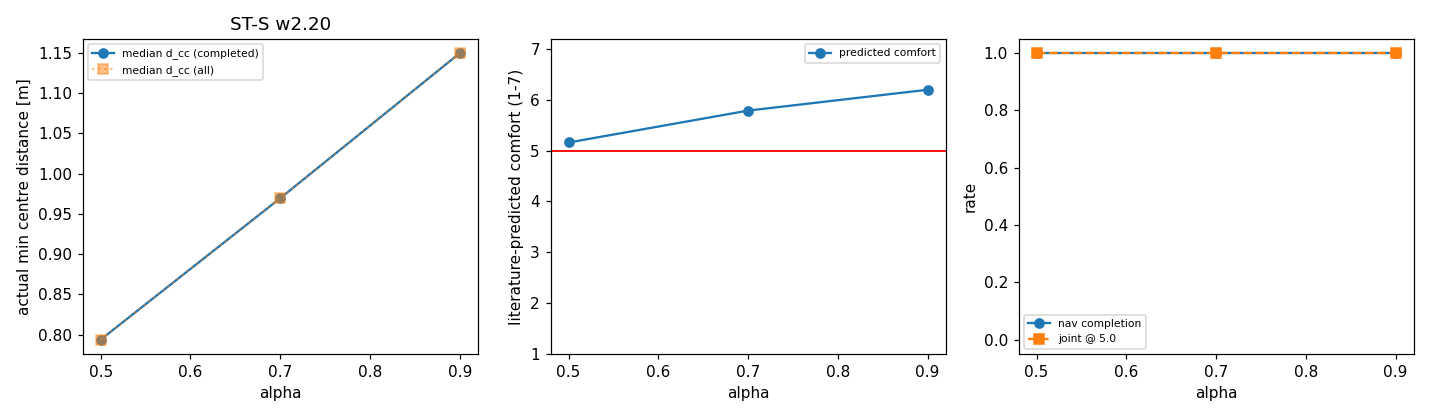 ST-S w2.20
actual min centre distance [m]
1.15
1.10
1.05
1.00
0.95
0.90
0.85
0.80
median d_cc (completed)
median d_cc (all)
0.5 0.6 0.7 0.8 0.9
alpha
literature-predicted comfort (1-7)
7
6
5
4
3
2
1
predicted comfort
0.5 0.6 0.7 0.8 0.9
alpha
rate
1.0
0.8
0.6
0.4
0.2
0.0
nav completion
joint @ 5.0
0.5 0.6 0.7 0.8 0.9
alpha